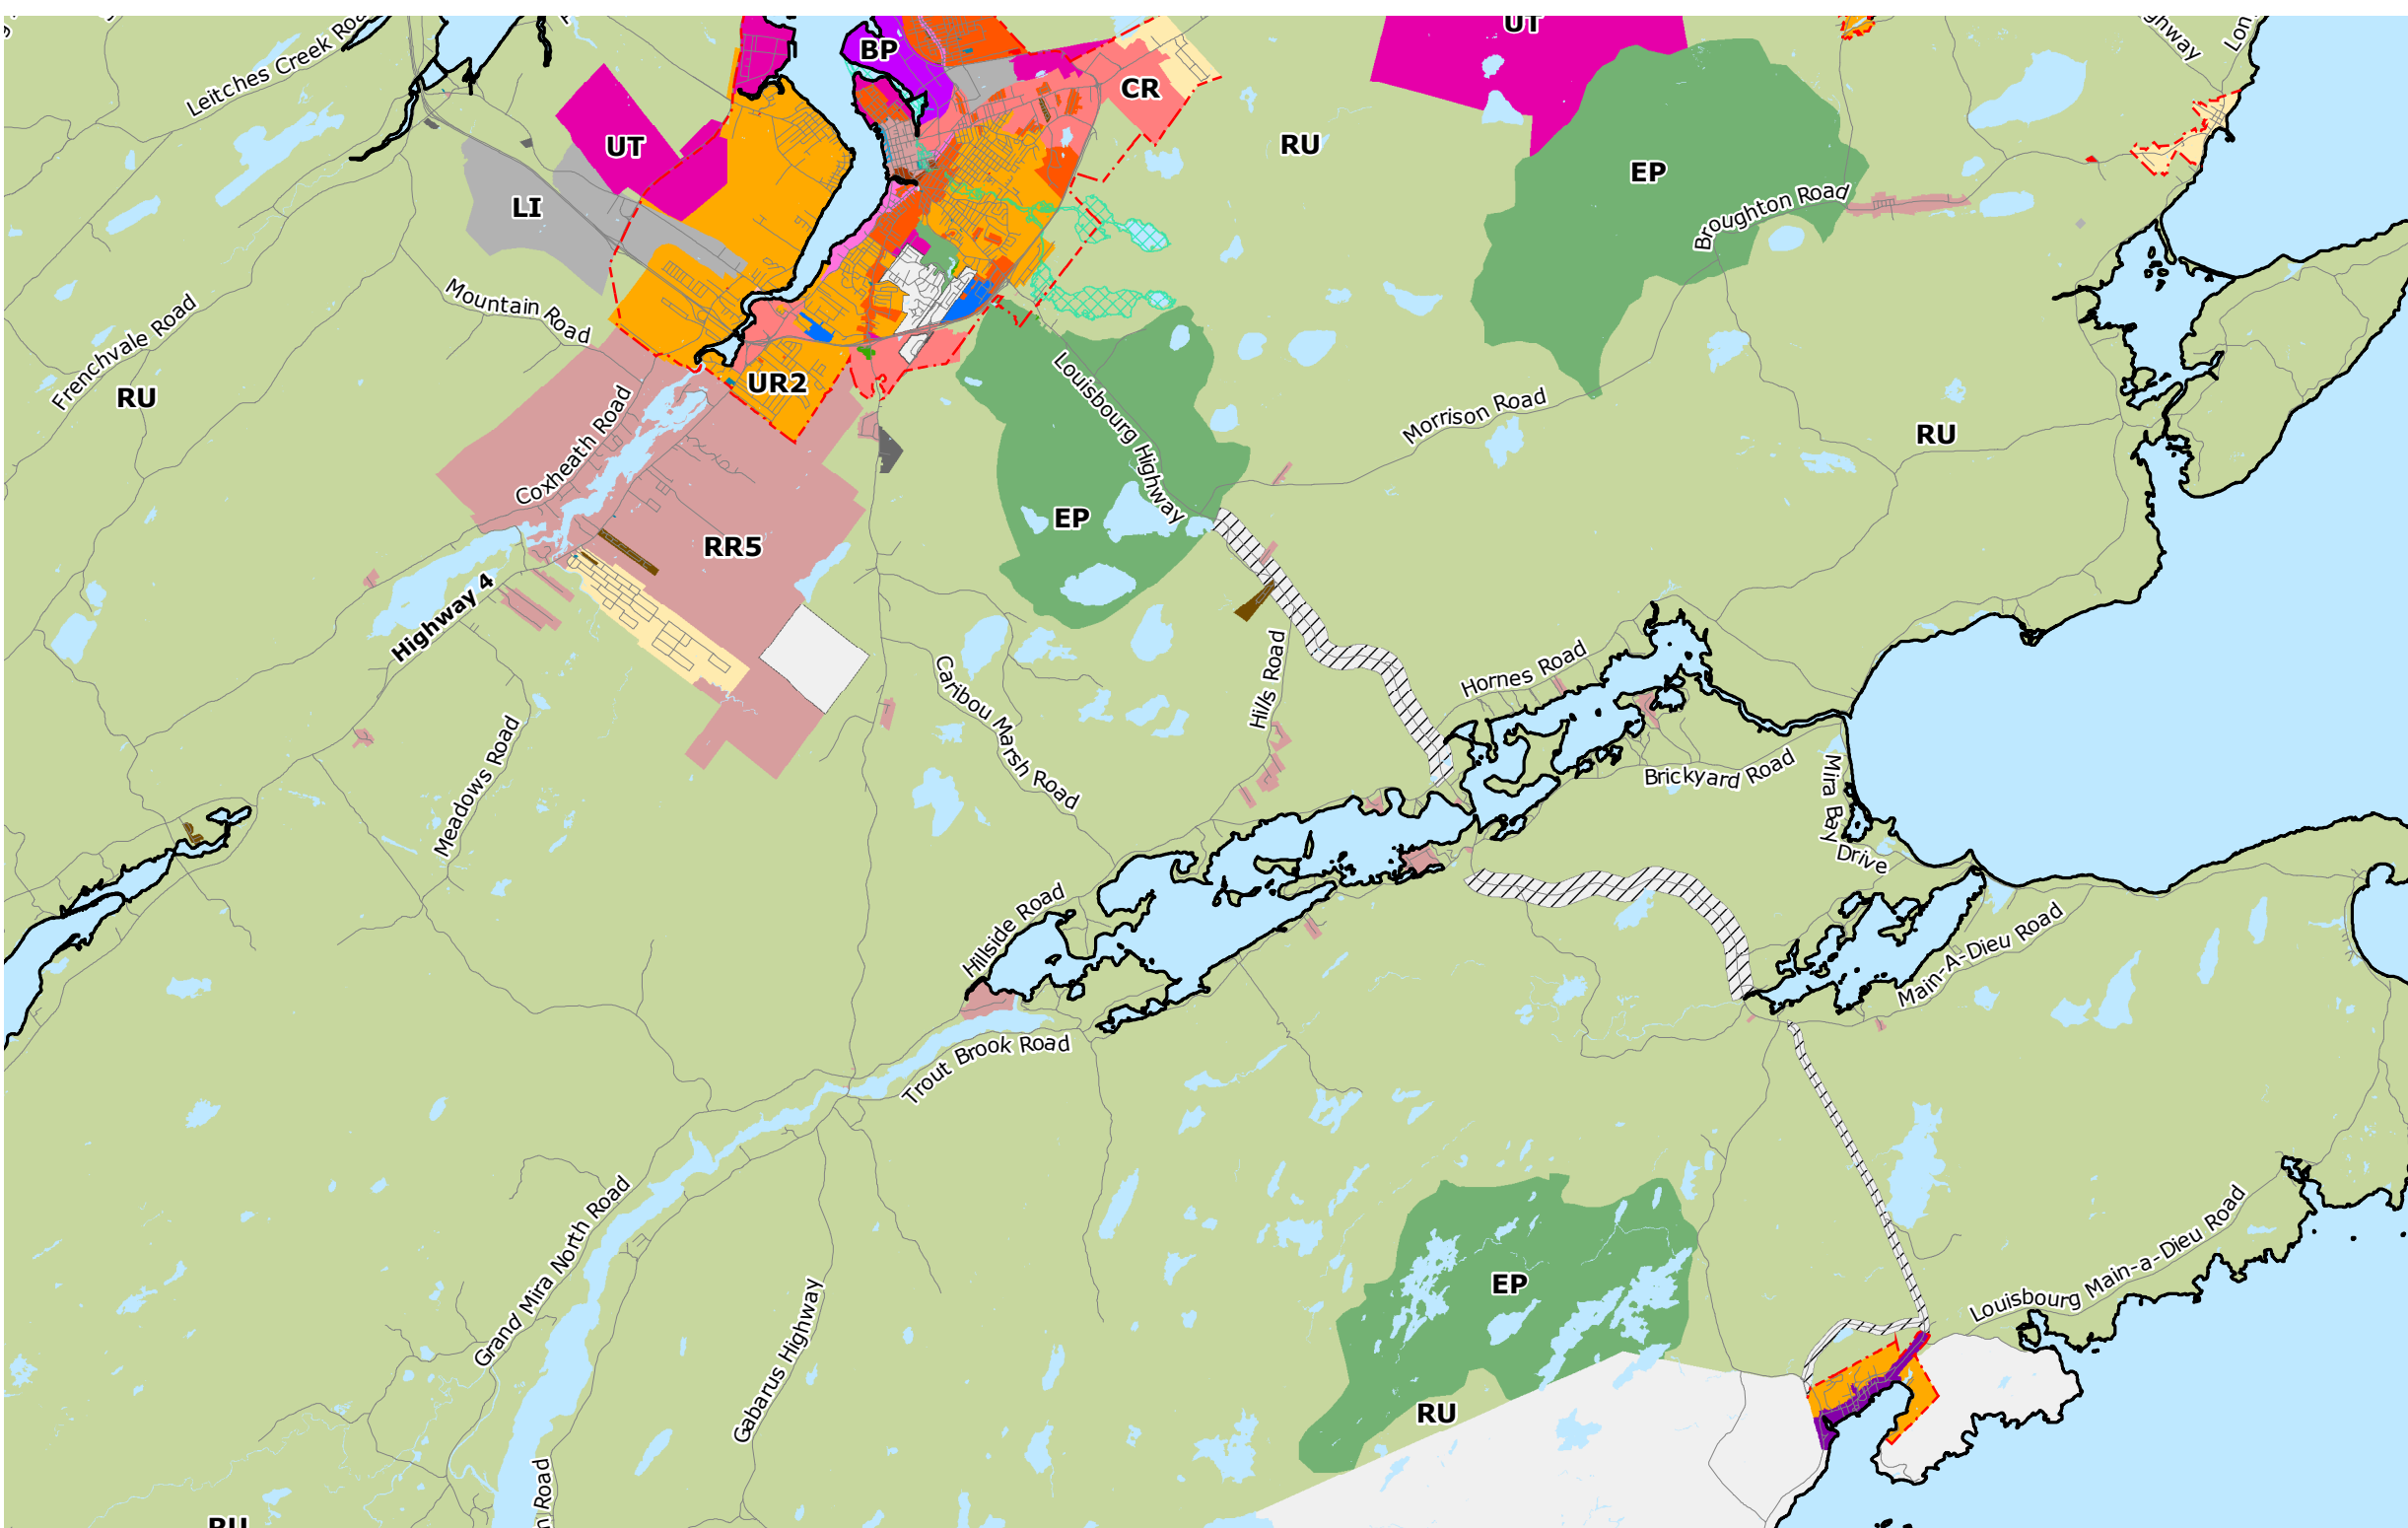 Leitches Creek Road
UT
BP
CR
UT
LI
RU
EP
Broughton Road
Mountain Road
Frenchvale Road
RU
UR2
Coxheath Road
Louisbourg Highway
Morrison Road
RU
EP
RR5
Highway 4
Hills Road
Hornes Road
Caribou Marsh Road
Meadows Road
Brickyard Road
Mira Bay Drive
Hillside Road
Main-A-Dieu Road
Trout Brook Road
Grand Mira North Road
Gabarus Highway
EP
Louisbourg Main-a-Dieu Road
RU
n Road
RU
ghway
Lon